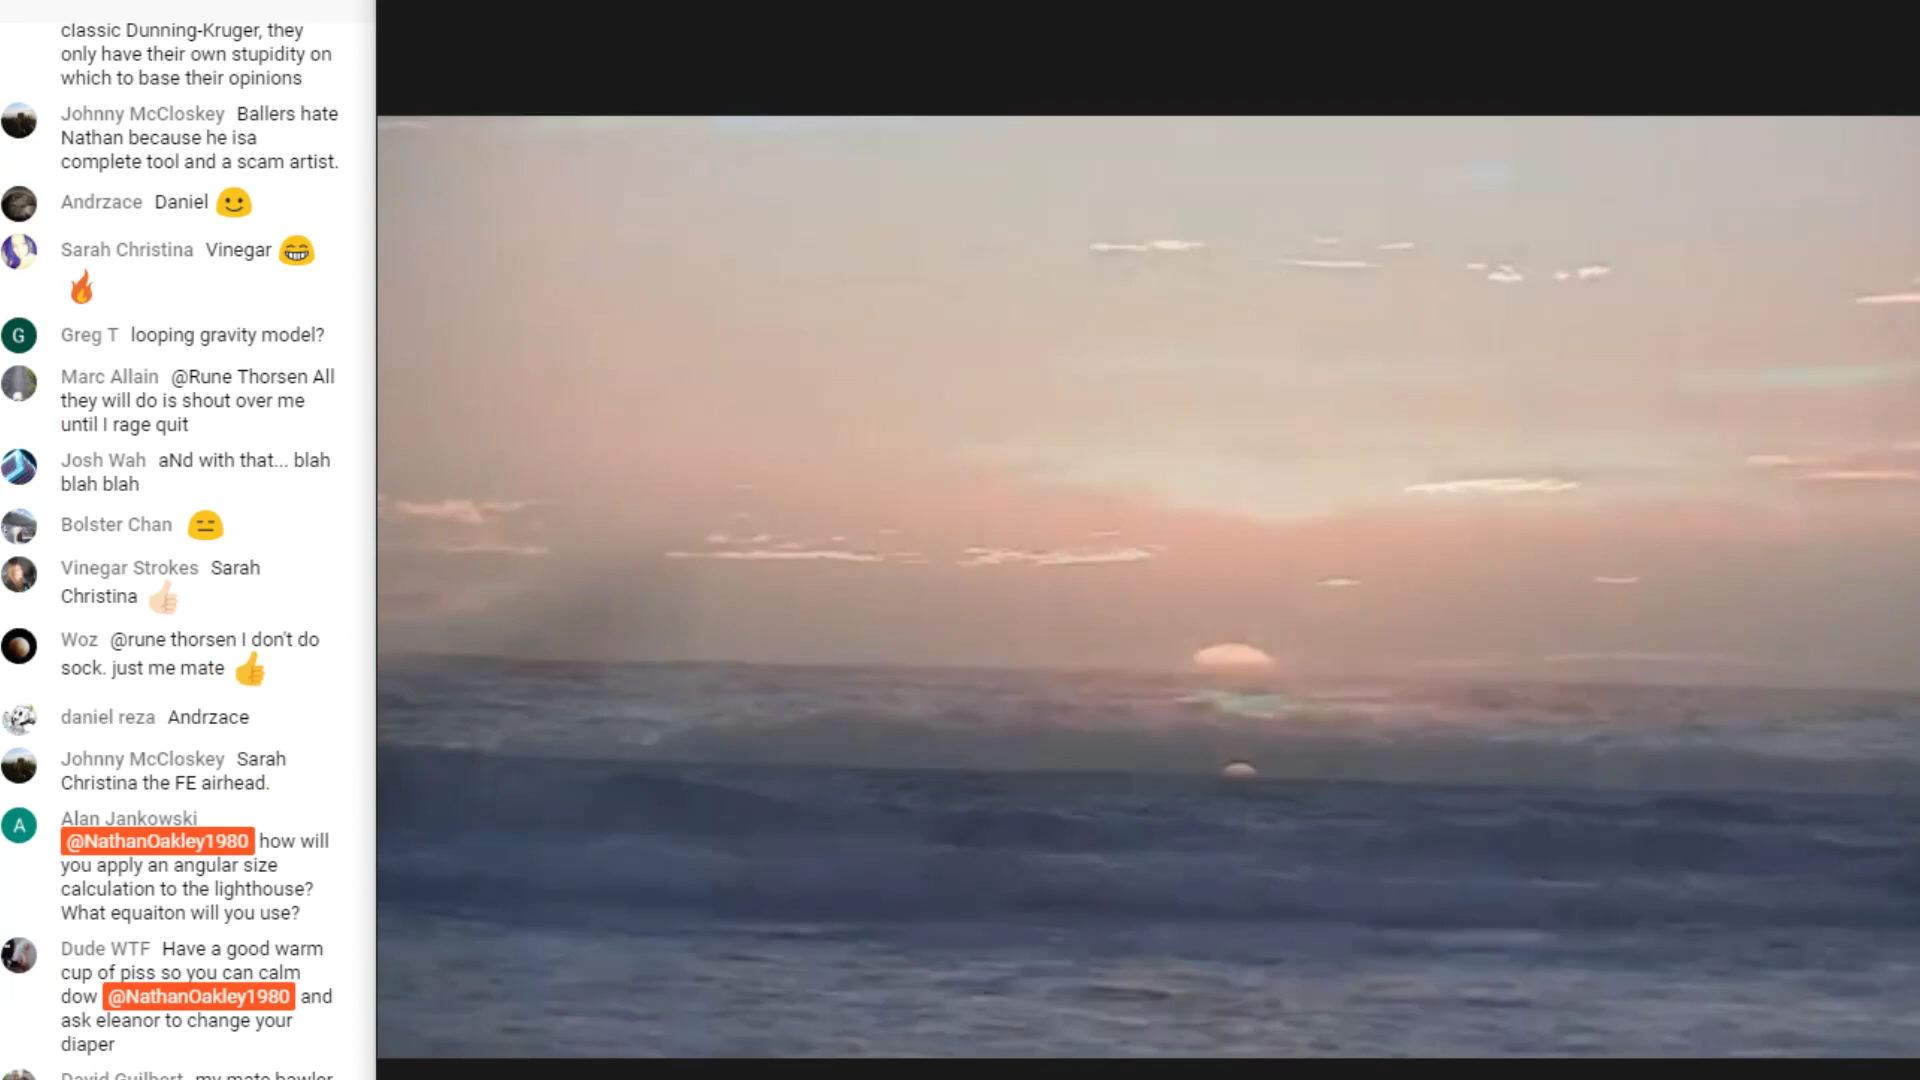 classic Dunning-Kruger, they
only have their own stupidity on
which to base their opinions
Johnny McCloskey Ballers hate
Nathan because he isa
complete tool and a scam artist.
Andrzace Daniel
Sarah Christina Vinegar
G
Greg T looping gravity model?
Marc Allain @Rune Thorsen All
they will do is shout over me
until I rage quit
Josh Wah aNd with that... blah
blah blah
Bolster Chan
Vinegar Strokes Sarah
Christina
Woz @rune thorsen I don't do
sock. just me mate
daniel reza Andrzace
Johnny McCloskey Sarah
Christina the FE airhead.
A
Alan Jankowski
@NathanOakley1980 how will
you apply an angular size
calculation to the lighthouse?
What equaiton will you use?
Dude WTF Have a good warm
cup of piss so you can calm
dow @NathanOakley1980 and
ask eleanor to change your
diaper
David Guilbert my mate bawler